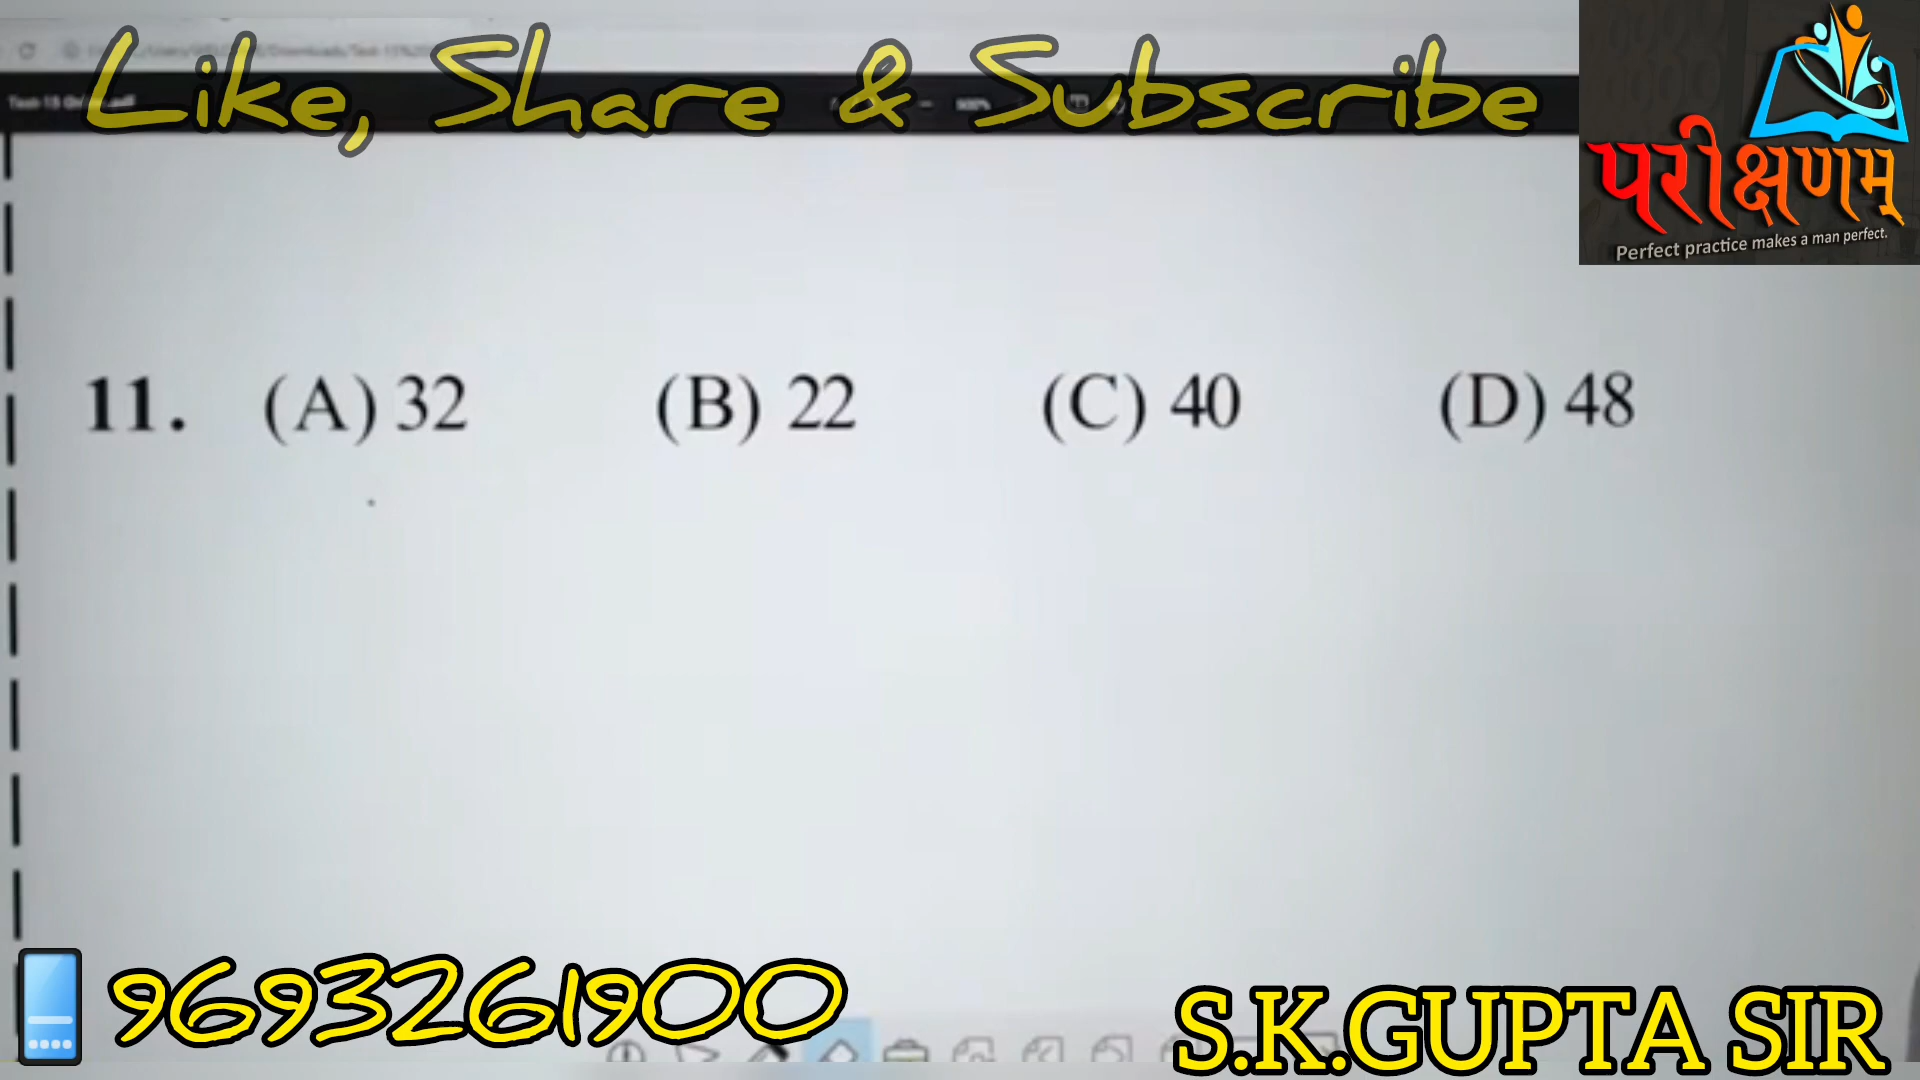 Like, Share & Subscribe
परीक्षणम्
Perfect practice makes a man perfect.
11. (A) 32 (B) 22 (C) 40 (D) 48
9693261900
S.K.GUPTA SIR